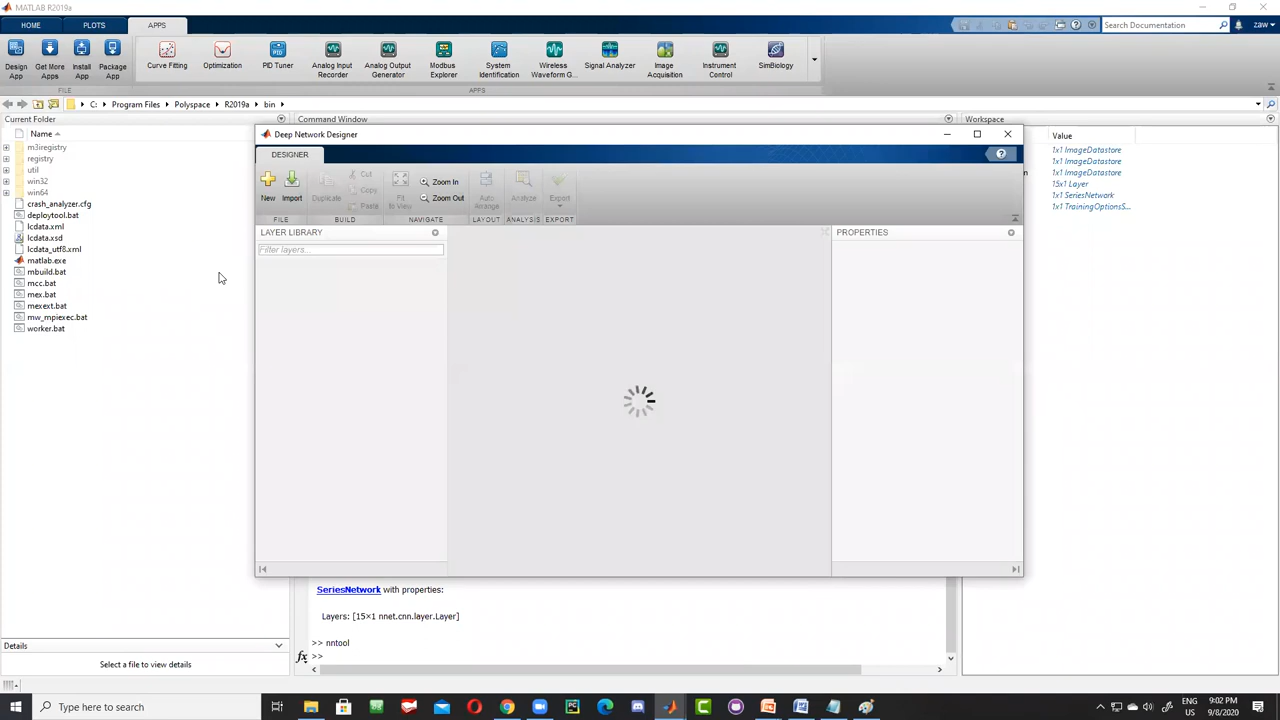 MATLAB R2019a
HOME
PLOTS
APPS
Search Documentation
zaw
Design App
Get More Apps
Install App
Package App
Curve Fitting
Optimization
PID Tuner
Analog Input Recorder
Analog Output Generator
Modbus Explorer
System Identification
Wireless Waveform G...
Signal Analyzer
Image Acquisition
Instrument Control
SimBiology
FILE
APPS
C:
Program Files
Polyspace
R2019a
bin
Current Folder
Command Window
Workspace
Name
Value
m3iregistry
registry
util
win32
win64
crash_analyzer.cfg
deploytool.bat
lcdata.xml
lcdata.xsd
lcdata_utf8.xml
matlab.exe
mbuild.bat
mcc.bat
mex.bat
mexext.bat
mw_mpiexec.bat
worker.bat
Deep Network Designer
DESIGNER
New
Import
Duplicate
Cut
Copy
Paste
Fit to View
Zoom In
Zoom Out
Auto Arrange
Analyze
Export
FILE
BUILD
NAVIGATE
LAYOUT
ANALYSIS
EXPORT
LAYER LIBRARY
Filter layers...
PROPERTIES
1x1 ImageDatastore
1x1 ImageDatastore
1x1 ImageDatastore
15x1 Layer
1x1 SeriesNetwork
1x1 TrainingOptionsS...
SeriesNetwork with properties:
Layers: [15×1 nnet.cnn.layer.Layer]
>> nntool
fx >>
Details
Select a file to view details
Type here to search
ENG
US
9:02 PM
9/8/2020